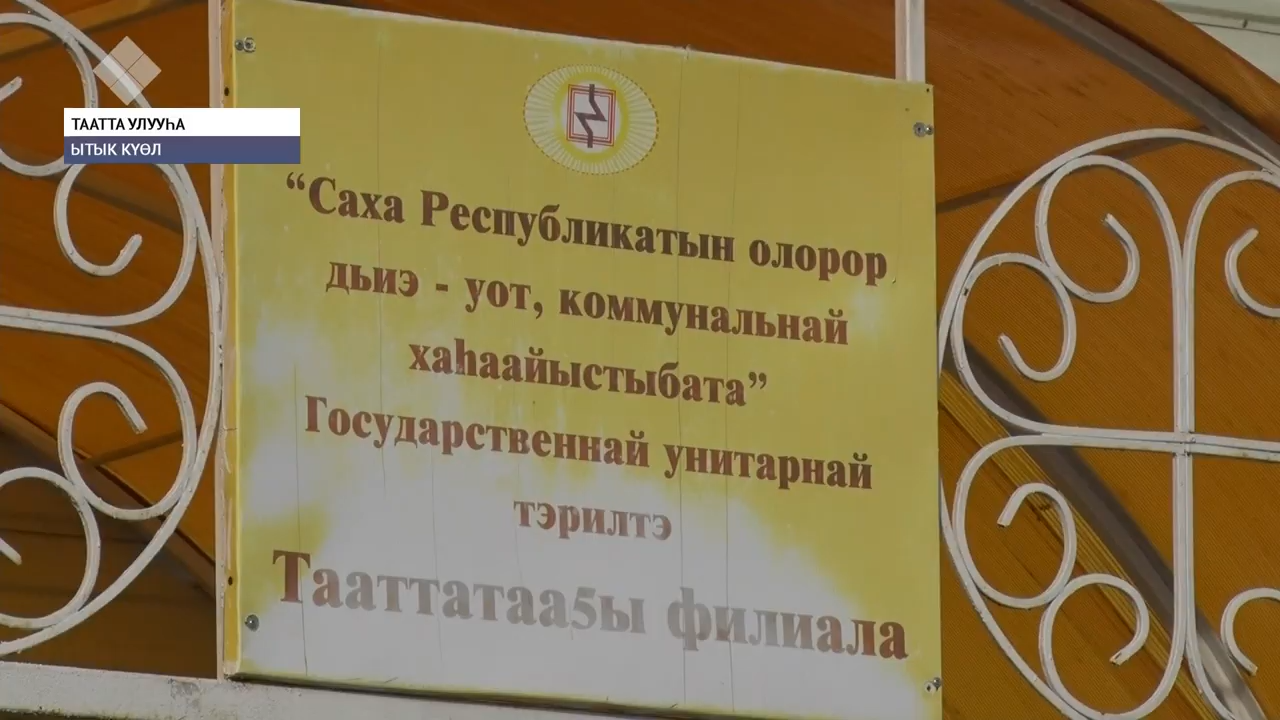 ТААТТА УЛУУҺА
ЫТЫК КҮӨЛ
“Саха Республикатын олорор
дьиэ - уот, коммунальнай
хаһаайыстыбата”
Государственнай унитарнай
тэрилтэ
Тааттатаа5ы филиала